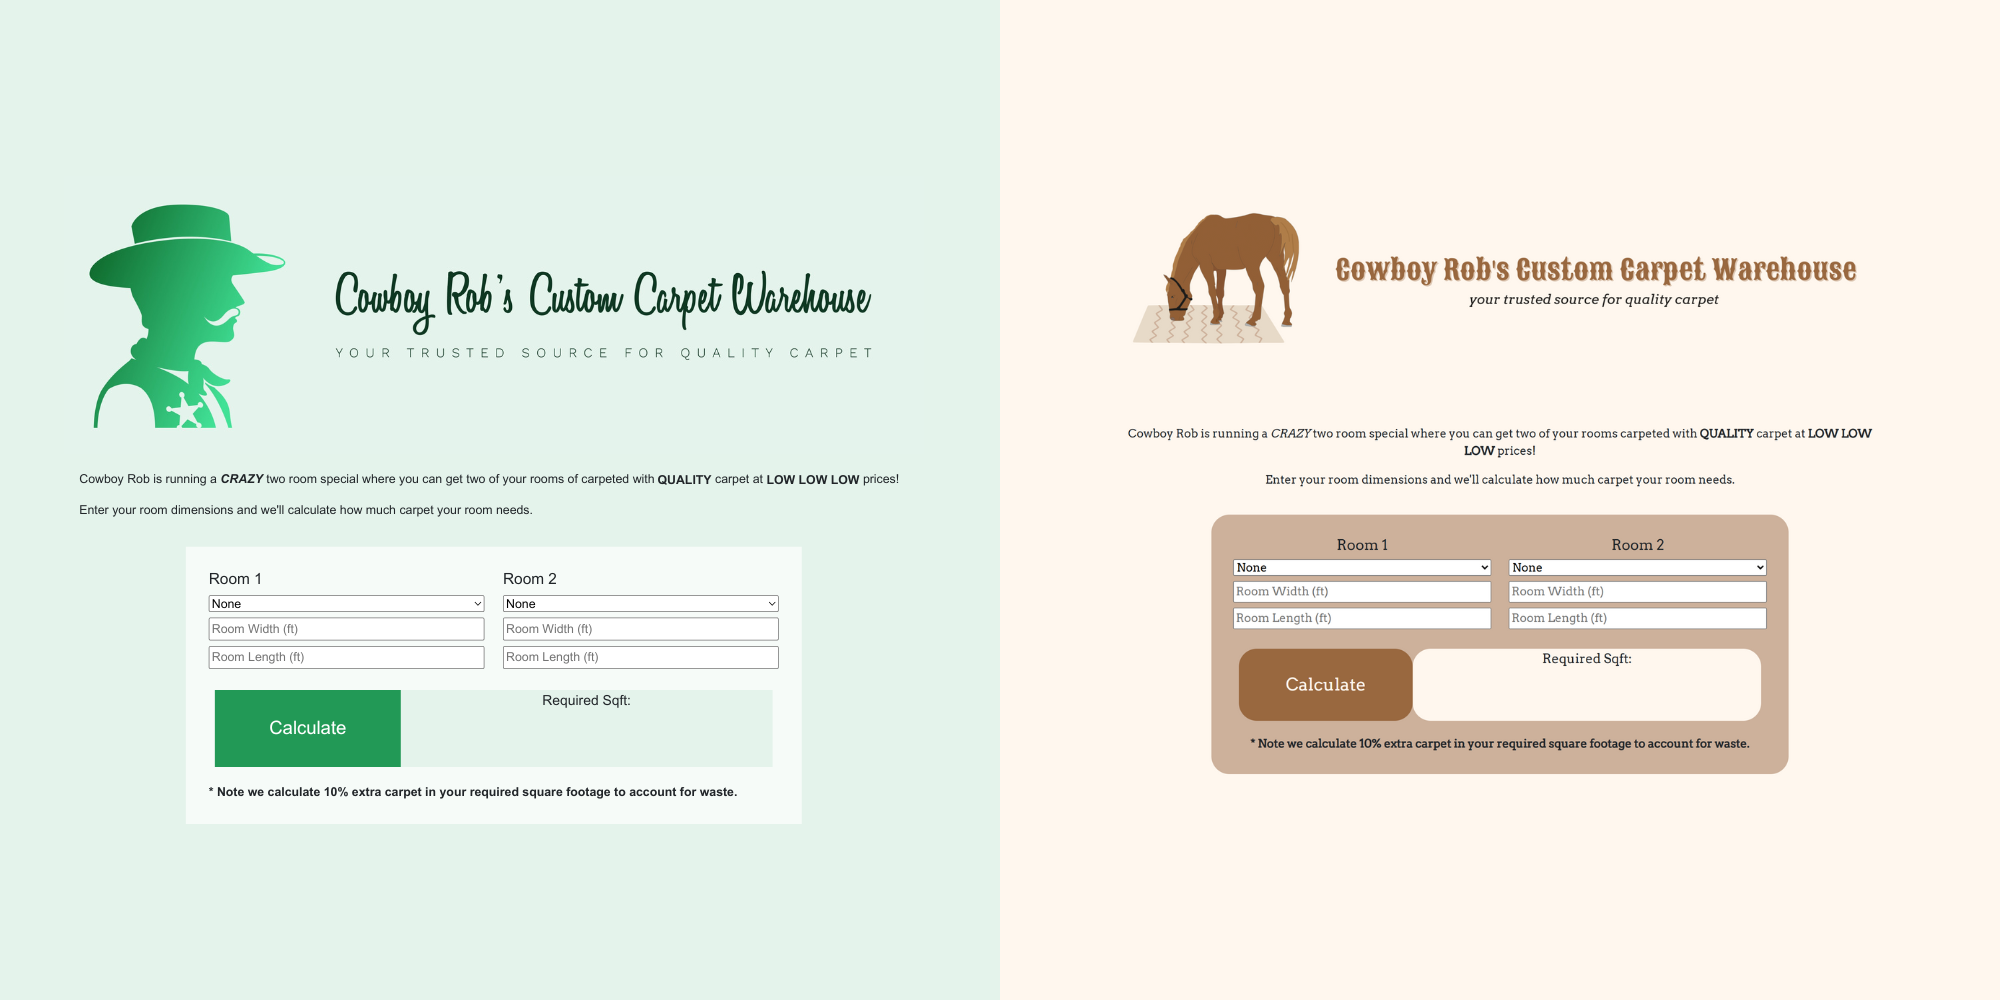 Cowboy Rob's Custom Carpet Warehouse
YOUR TRUSTED SOURCE FOR QUALITY CARPET
Cowboy Rob is running a CRAZY two room special where you can get two of your rooms of carpeted with QUALITY carpet at LOW LOW LOW prices!
Enter your room dimensions and we'll calculate how much carpet your room needs.
Room 1 Room 2
None None
Room Width (ft) Room Width (ft)
Room Length (ft) Room Length (ft)
Required Sqft:
Calculate
* Note we calculate 10% extra carpet in your required square footage to account for waste.
Cowboy Rob's Custom Carpet Warehouse
your trusted source for quality carpet
Cowboy Rob is running a CRAZY two room special where you can get two of your rooms carpeted with QUALITY carpet at LOW LOW
LOW prices!
Enter your room dimensions and we'll calculate how much carpet your room needs.
Room 1 Room 2
None None
Room Width (ft) Room Width (ft)
Room Length (ft) Room Length (ft)
Required Sqft:
Calculate
* Note we calculate 10% extra carpet in your required square footage to account for waste.